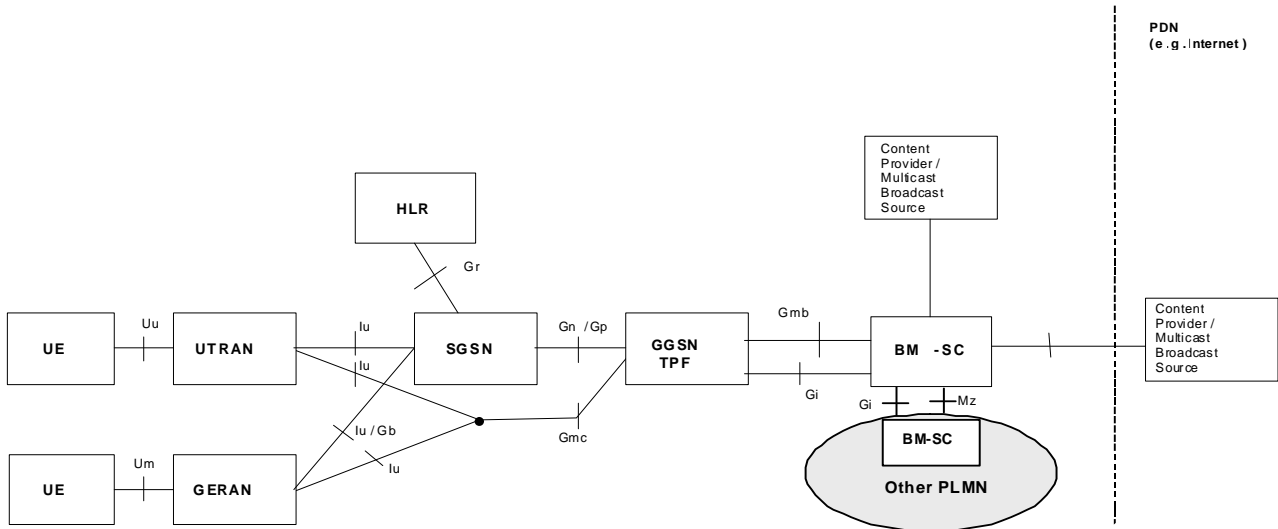 PDN
(e.g.Internet)
Content
Provider /
Multicast
Broadcast
Source
HLR
Gr
Uu
Iu
Gn /Gp
Gmb
UE
UTRAN
SGSN
GGSN
TPF
BM -SC
Content
Provider /
Multicast
Broadcast
Source
Iu
Gi
Gi
Mz
Iu/Gb
Gmc
BM-SC
Um
Iu
UE
GERAN
Other PLMN